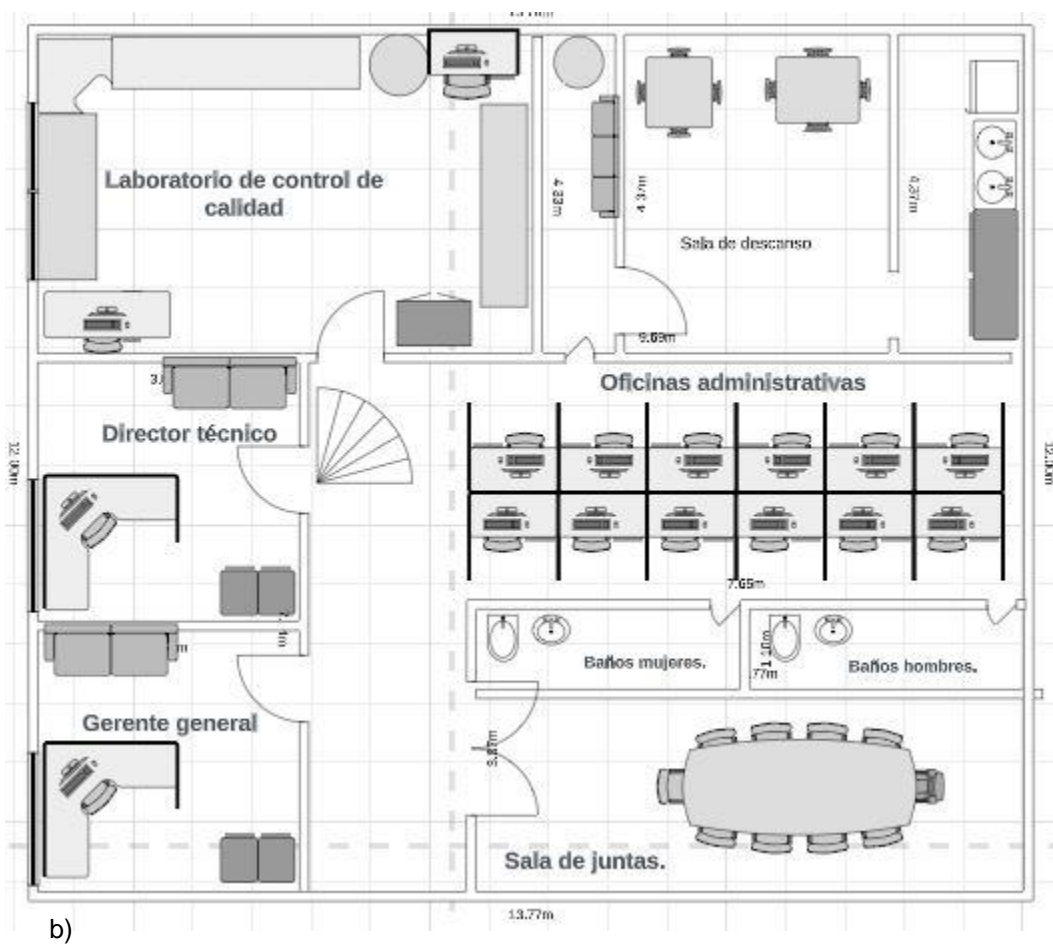 Laboratorio de control de
calidad
4.23m
4.37m
4.37m
Sala de descanso
9.69m
Oficinas administrativas
Director técnico
12.00m
12.00m
7.65m
Baños mujeres.
1.10m
.77m
Baños hombres.
Gerente general
Sala de juntas.
13.77m
b)